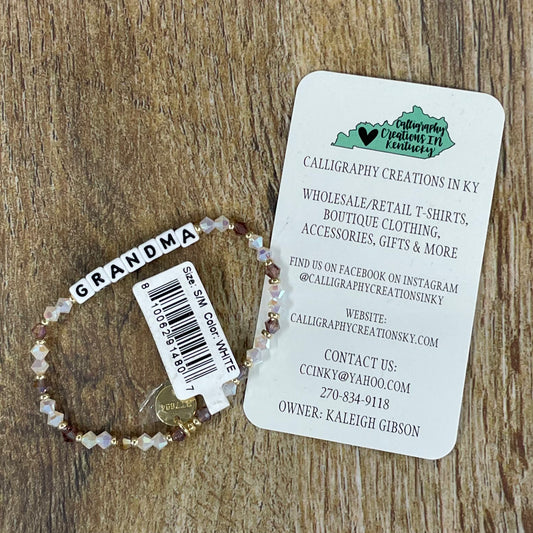 GRANDMA
Size: S/M Color: WHITE
8 10062 91480 7
Calligraphy
Creations IN
Kentucky
CALLIGRAPHY CREATIONS IN KY
WHOLESALE/RETAIL T-SHIRTS,
BOUTIQUE CLOTHING,
ACCESSORIES, GIFTS & MORE
FIND US ON FACEBOOK ON INSTAGRAM
@CALLIGRAPHYCREATIONSINKY
WEBSITE:
CALLIGRAPHYCREATIONSKY.COM
CONTACT US:
CCINKY@YAHOO.COM
270-834-9118
OWNER: KALEIGH GIBSON